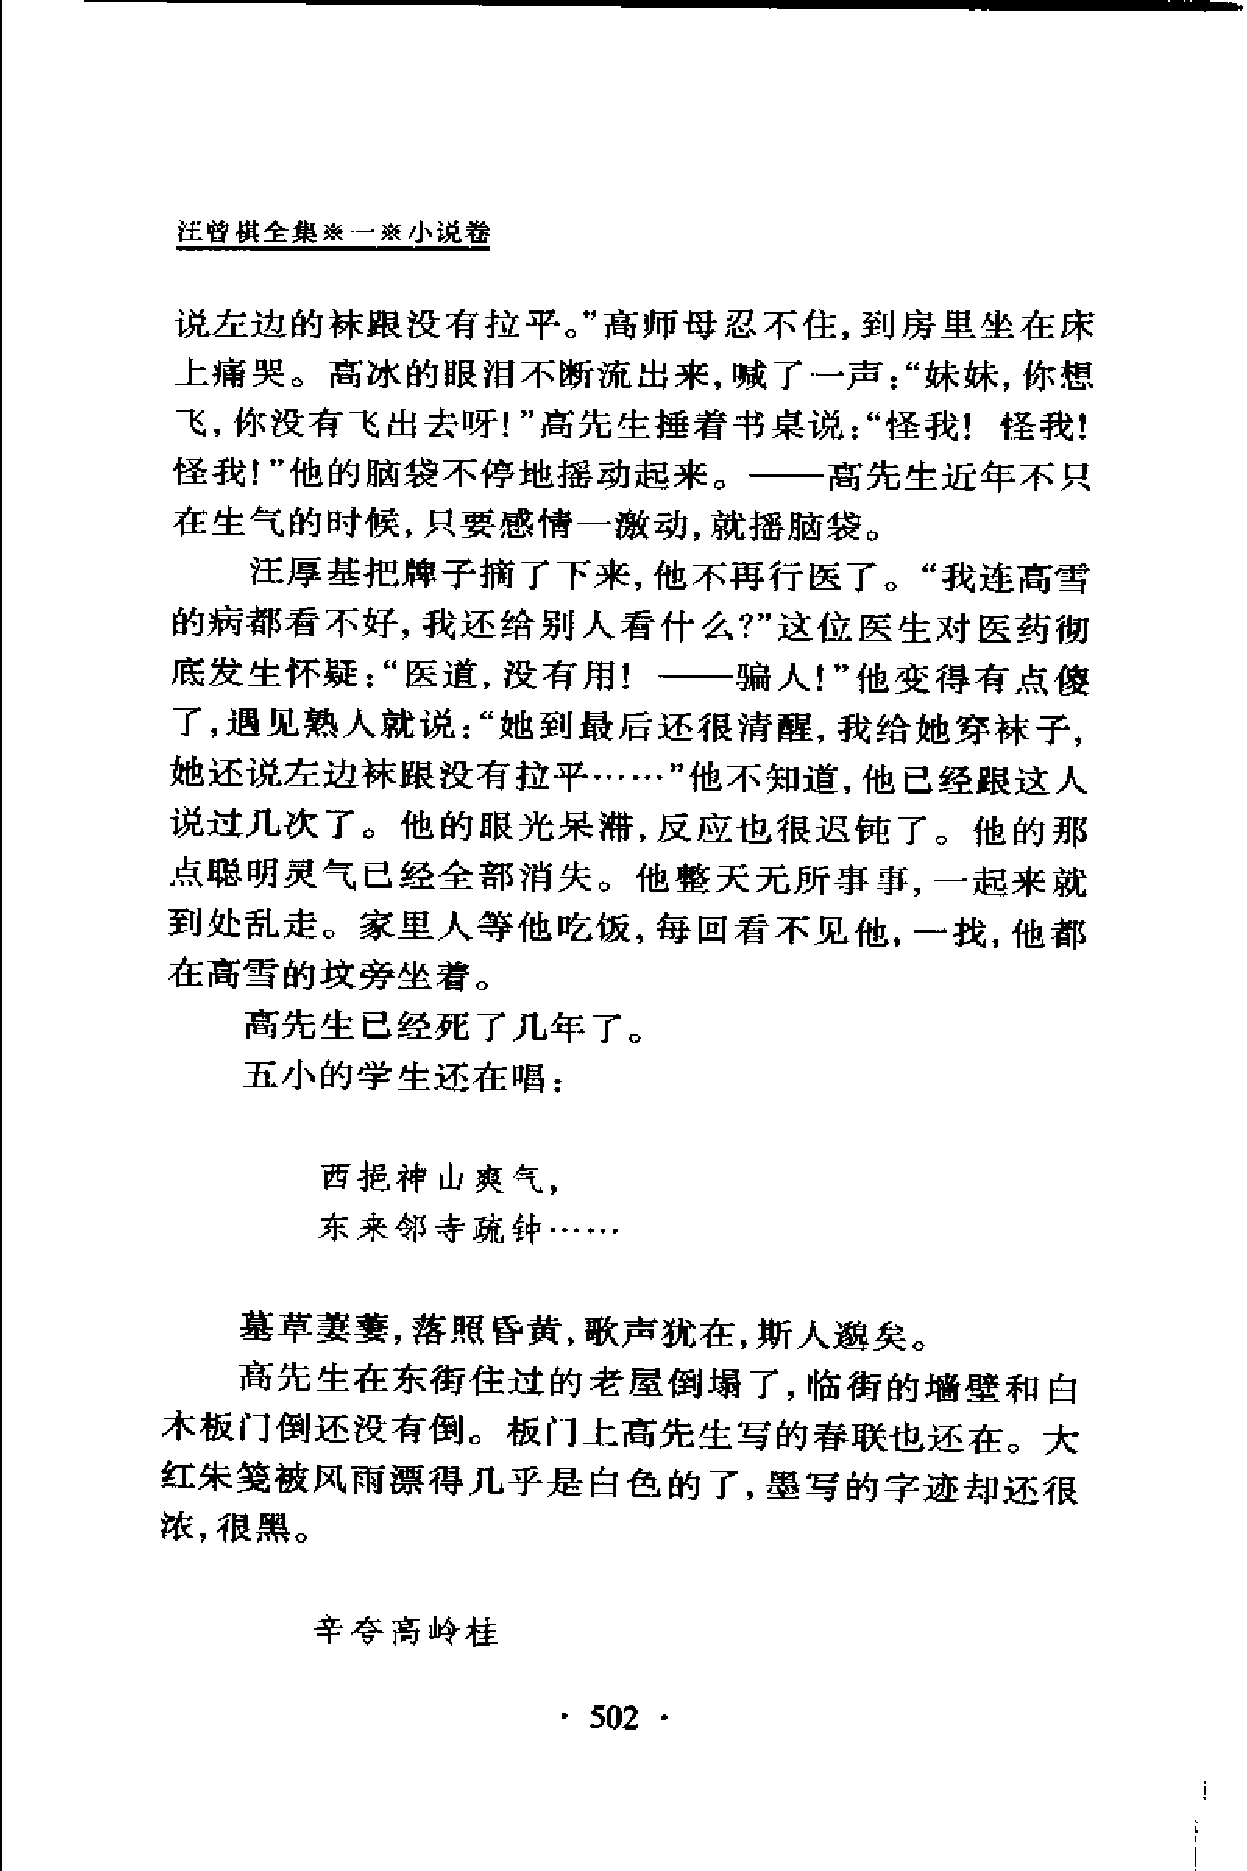 汪曾祺全集※一※小说卷
说左边的袜跟没有拉平。”高师母忍不住,到房里坐在床
上痛哭。高冰的眼泪不断流出来,喊了一声:“妹妹,你想
飞,你没有飞出去呀!”高先生捶着书桌说:“怪我! 怪我!
怪我!”他的脑袋不停地摇动起来。——高先生近年不只
在生气的时候,只要感情一激动,就摇脑袋。
汪厚基把牌子摘了下来,他不再行医了。“我连高雪
的病都看不好,我还给别人看什么?”这位医生对医药彻
底发生怀疑:“医道,没有用! ——骗人!”他变得有点傻
了,遇见熟人就说:“她到最后还很清醒,我给她穿袜子,
她还说左边袜跟没有拉平……”他不知道,他已经跟这人
说过几次了。他的眼光呆滞,反应也很迟钝了。他的那
点聪明灵气已经全部消失。他整天无所事事,一起来就
到处乱走。家里人等他吃饭,每回看不见他,一找,他都
在高雪的坟旁坐着。
高先生已经死了几年了。
五小的学生还在唱:
西挹神山爽气,
东来邻寺疏钟……
墓草萋萋,落照昏黄,歌声犹在,斯人邈矣。
高先生在东街住过的老屋倒塌了,临街的墙壁和白
木板门倒还没有倒。板门上高先生写的春联也还在。大
红朱笺被风雨漂得几乎是白色的了,墨写的字迹却还很
浓,很黑。
辛夸高岭桂
· 502 ·